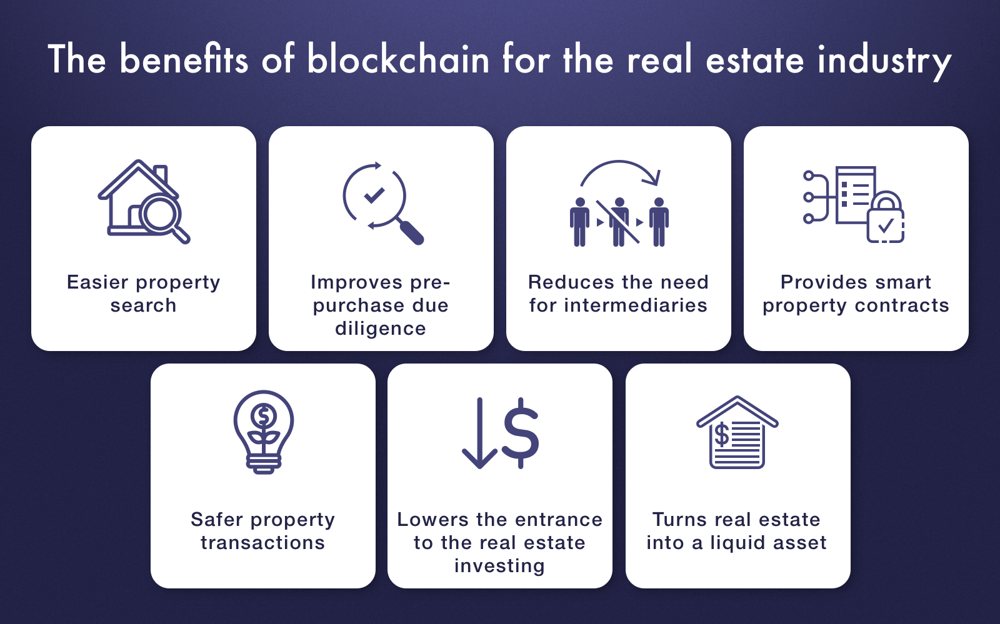 The benefits of blockchain for the real estate industry
Easier property
search
Improves pre-
purchase due
diligence
Reduces the need
for intermediaries
Provides smart
property contracts
$
Safer property
transactions
$
Lowers the entrance
to the real estate
investing
$
Turns real estate
into a liquid asset